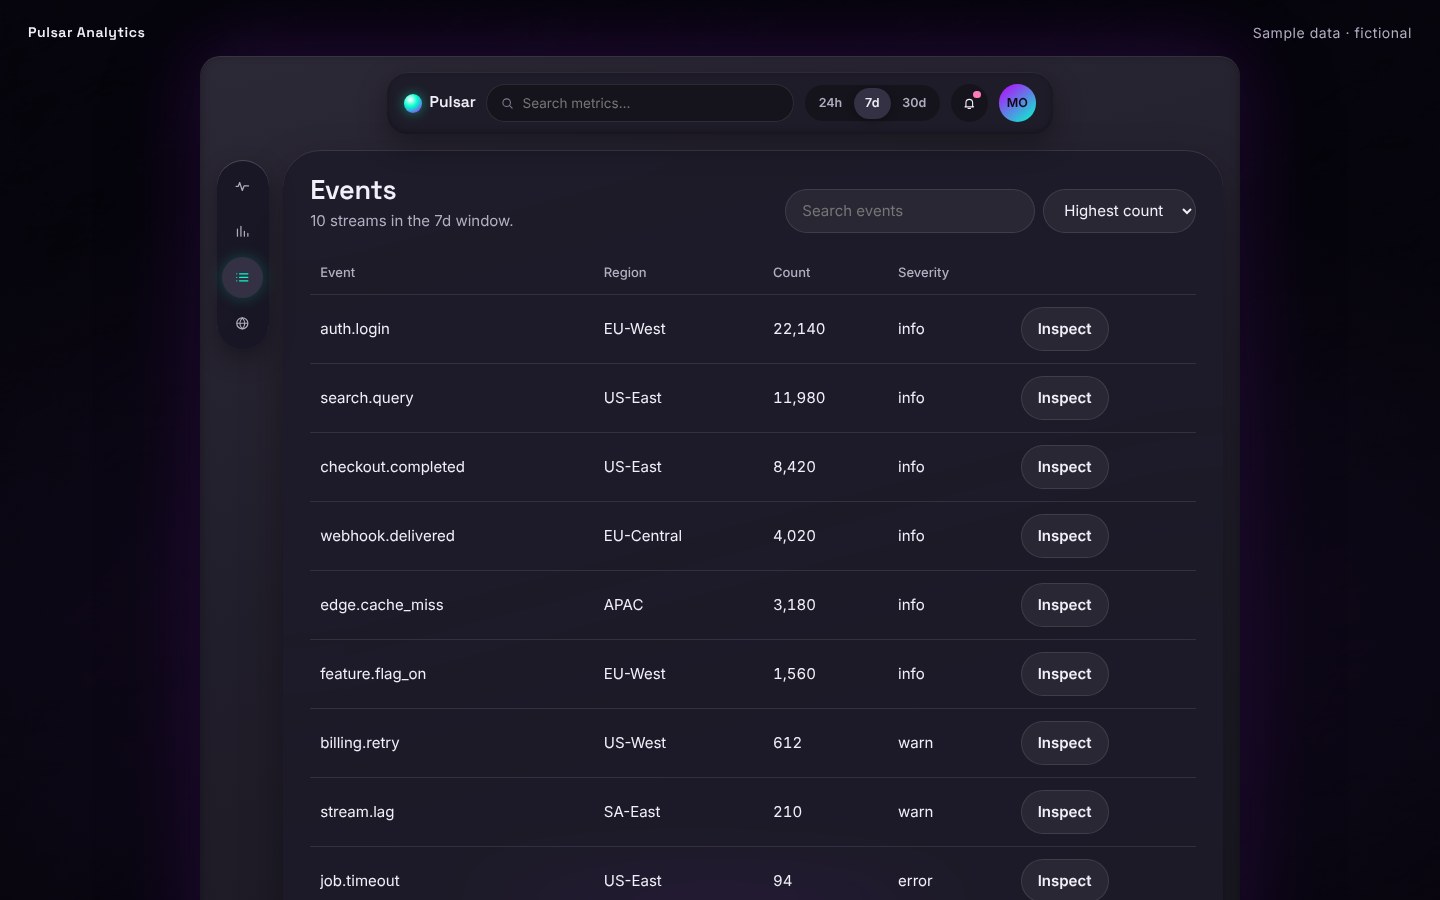 Pulsar Analytics
Sample data · fictional
Pulsar
Search metrics...
24h 7d 30d
MO
Events
10 streams in the 7d window.
Search events
Highest count
Event Region Count Severity
auth.login EU-West 22,140 info Inspect
search.query US-East 11,980 info Inspect
checkout.completed US-East 8,420 info Inspect
webhook.delivered EU-Central 4,020 info Inspect
edge.cache_miss APAC 3,180 info Inspect
feature.flag_on EU-West 1,560 info Inspect
billing.retry US-West 612 warn Inspect
stream.lag SA-East 210 warn Inspect
job.timeout US-East 94 error Inspect